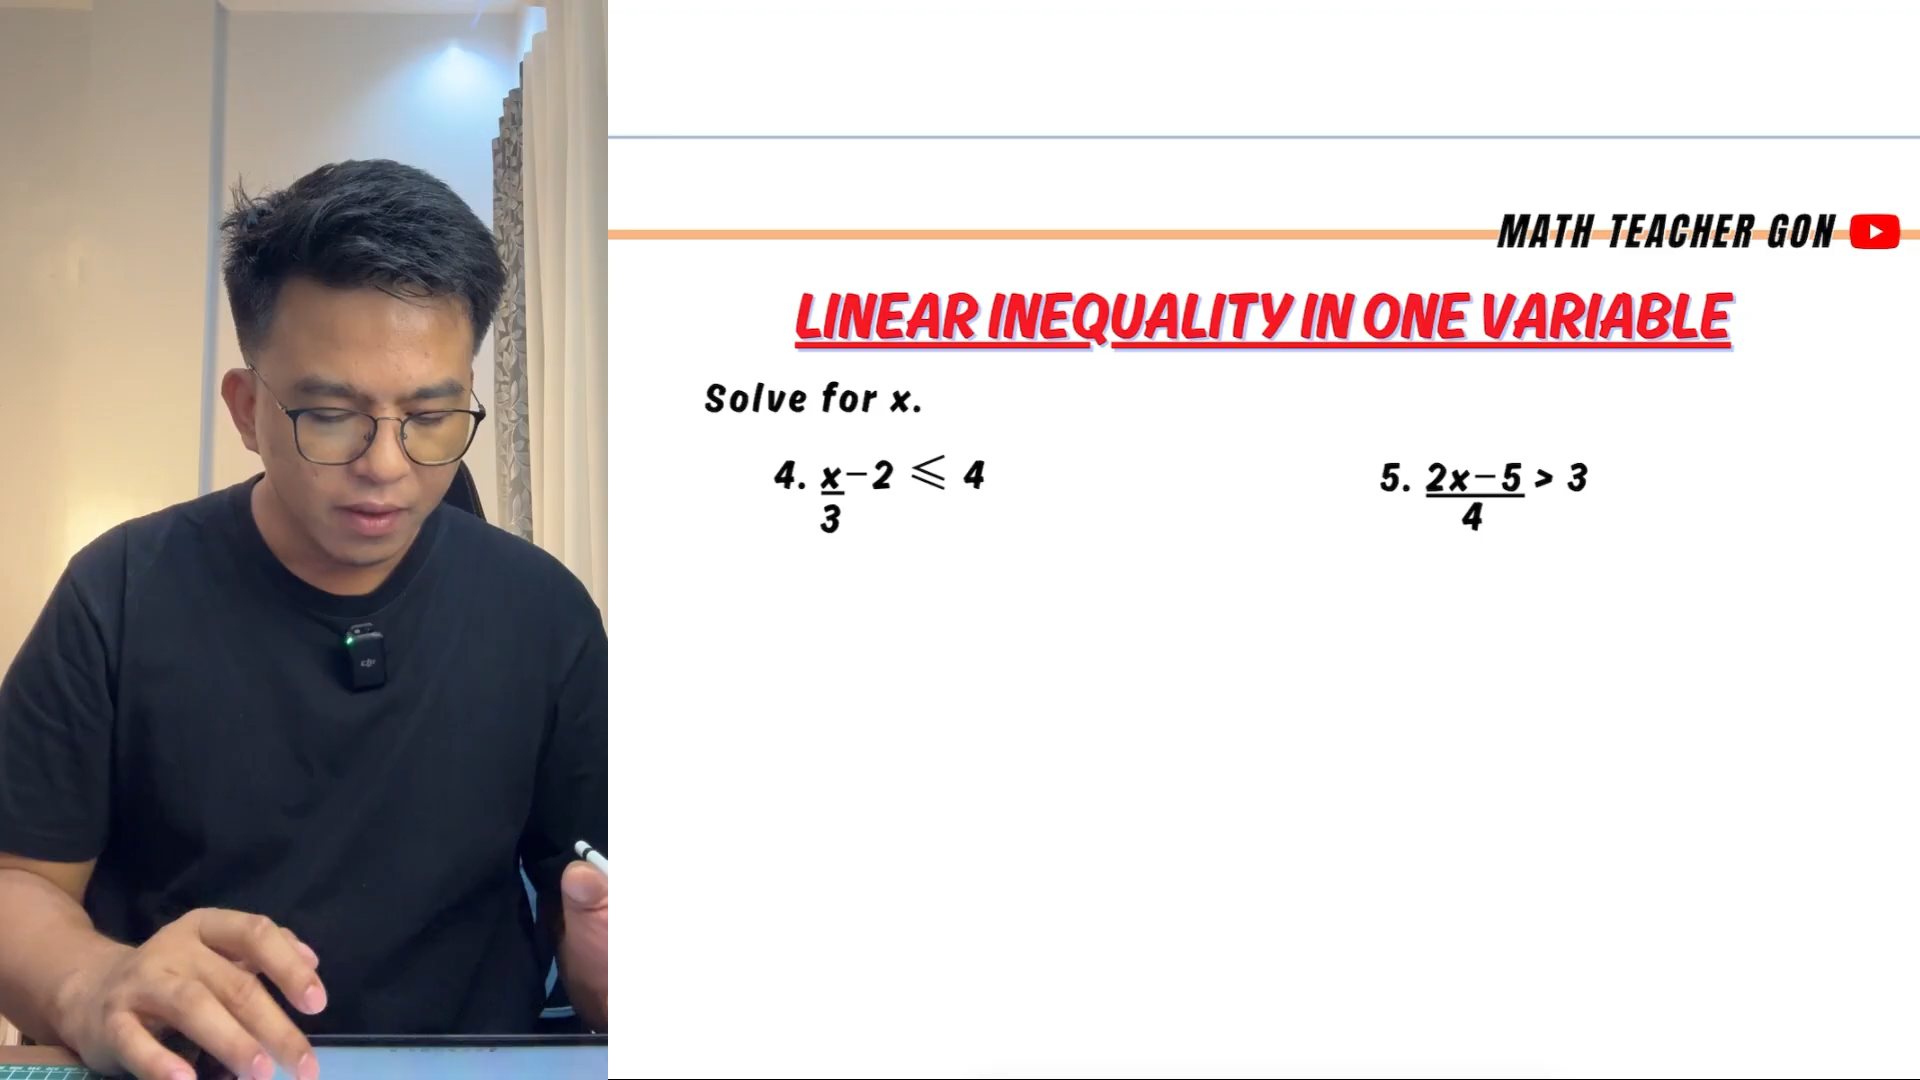 MATH TEACHER GON
LINEAR INEQUALITY IN ONE VARIABLE
Solve for x.
4. x/3 − 2 ⩽ 4
5. (2x − 5)/4 > 3
dji